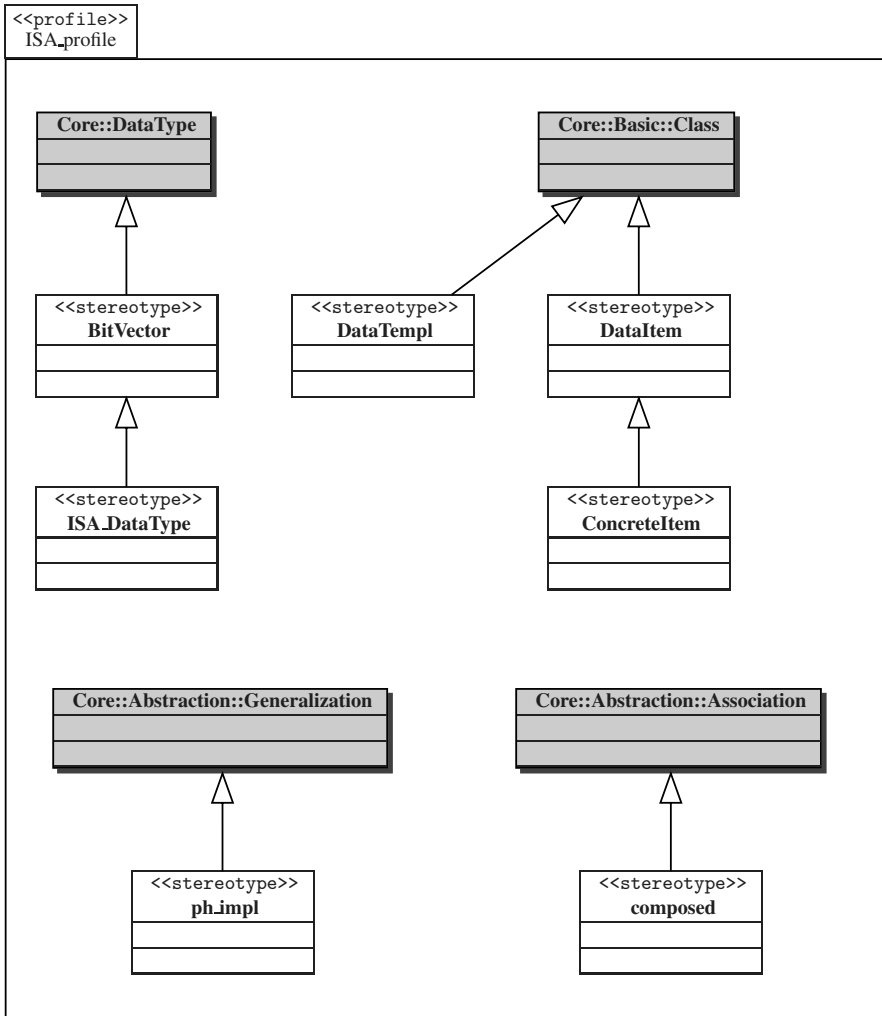 <<profile>>
ISA_profile
Core::DataType
Core::Basic::Class
<<stereotype>>
BitVector
<<stereotype>>
DataTempl
<<stereotype>>
DataItem
<<stereotype>>
ISA_DataType
<<stereotype>>
ConcreteItem
Core::Abstraction::Generalization
Core::Abstraction::Association
<<stereotype>>
ph_impl
<<stereotype>>
composed